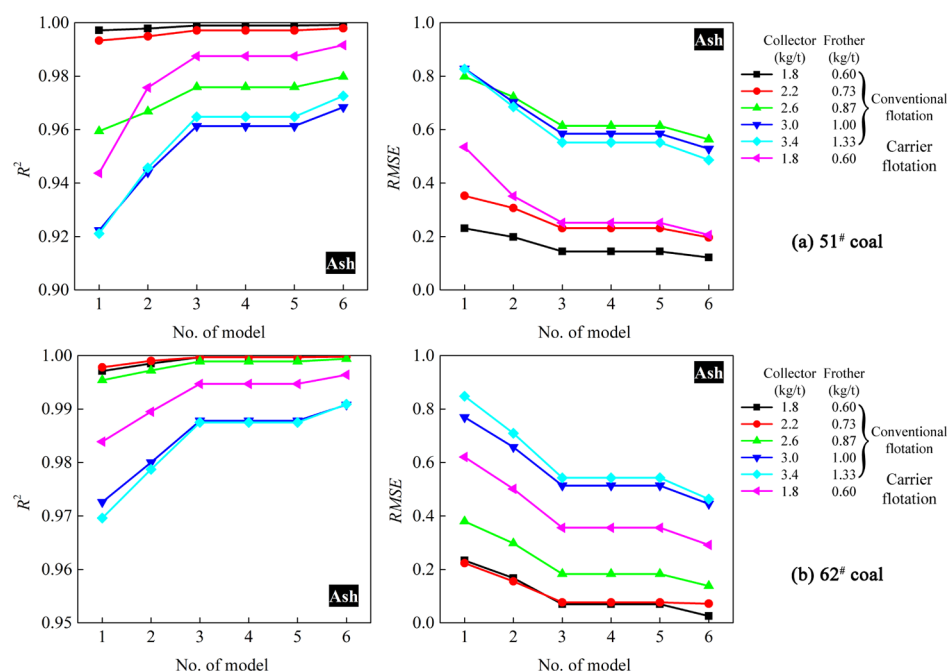 1.00
0.98
0.96
0.94
0.92
0.90
R²
1 2 3 4 5 6
No. of model
Ash
1.0
0.8
0.6
0.4
0.2
0.0
RMSE
1 2 3 4 5 6
No. of model
Ash
Collector Frother
(kg/t) (kg/t)
1.8 0.60
2.2 0.73
2.6 0.87
3.0 1.00
3.4 1.33
1.8 0.60
Conventional
flotation
Carrier
flotation
(a) 51# coal
1.00
0.99
0.98
0.97
0.96
0.95
R²
1 2 3 4 5 6
No. of model
Ash
1.0
0.8
0.6
0.4
0.2
0.0
RMSE
1 2 3 4 5 6
No. of model
Ash
Collector Frother
(kg/t) (kg/t)
1.8 0.60
2.2 0.73
2.6 0.87
3.0 1.00
3.4 1.33
1.8 0.60
Conventional
flotation
Carrier
flotation
(b) 62# coal